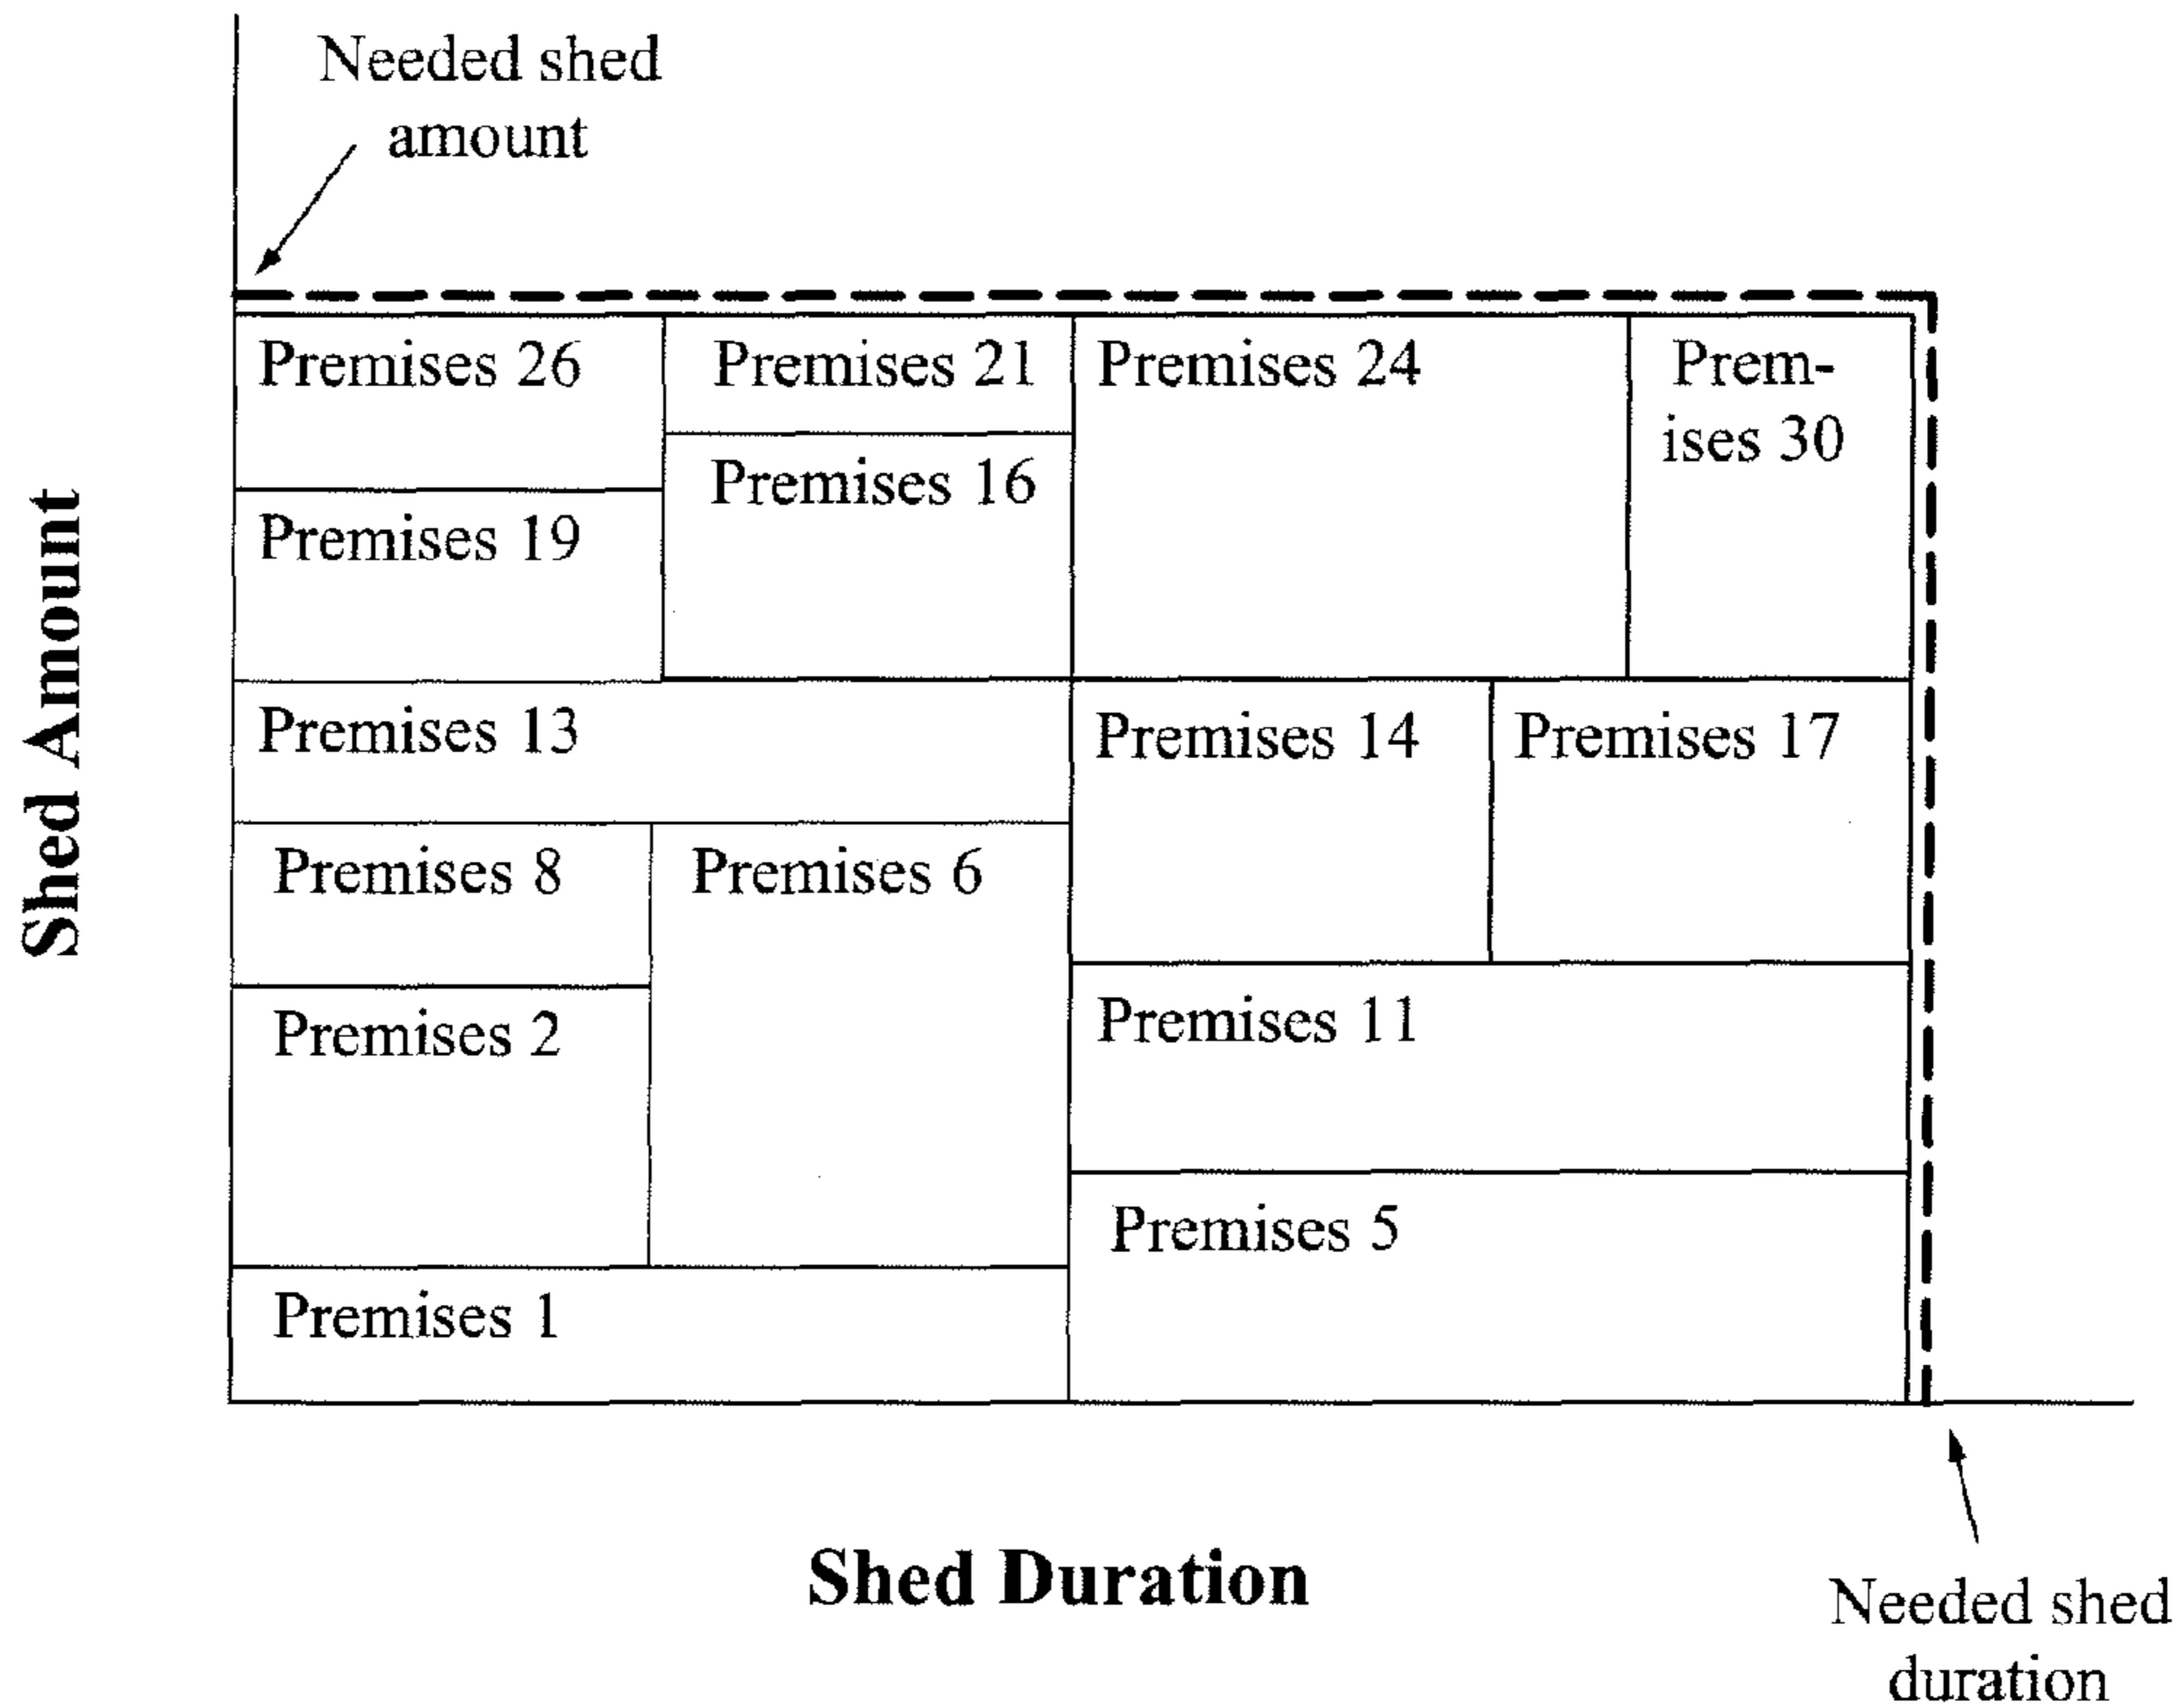 Needed shed
amount
Premises 26
Premises 21
Premises 24
Prem-
ises 30
Premises 16
Premises 19
Premises 13
Premises 14
Premises 17
Premises 8
Premises 6
Premises 2
Premises 11
Premises 5
Premises 1
Shed Amount
Shed Duration
Needed shed
duration